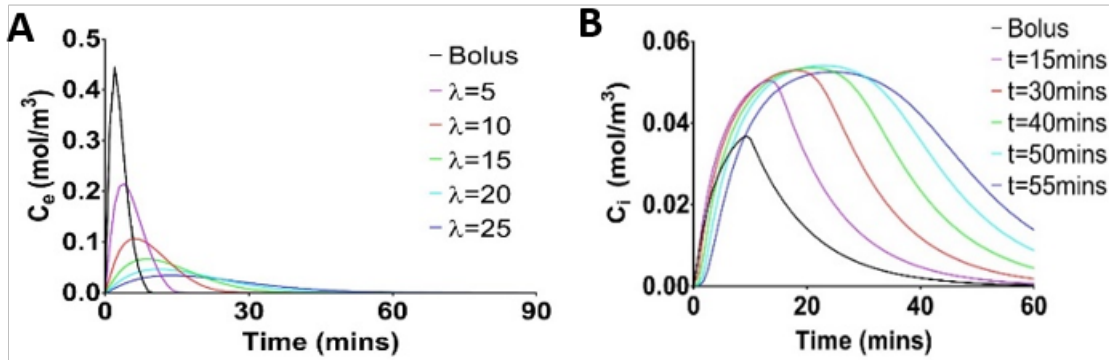 A
0.5
0.4
0.3
0.2
0.1
0.0
Cₑ (mol/m³)
0
30
60
90
Time (mins)
Bolus
λ=5
λ=10
λ=15
λ=20
λ=25
B
0.06
0.04
0.02
0.00
Cᵢ (mol/m³)
0
20
40
60
Time (mins)
Bolus
t=15mins
t=30mins
t=40mins
t=50mins
t=55mins